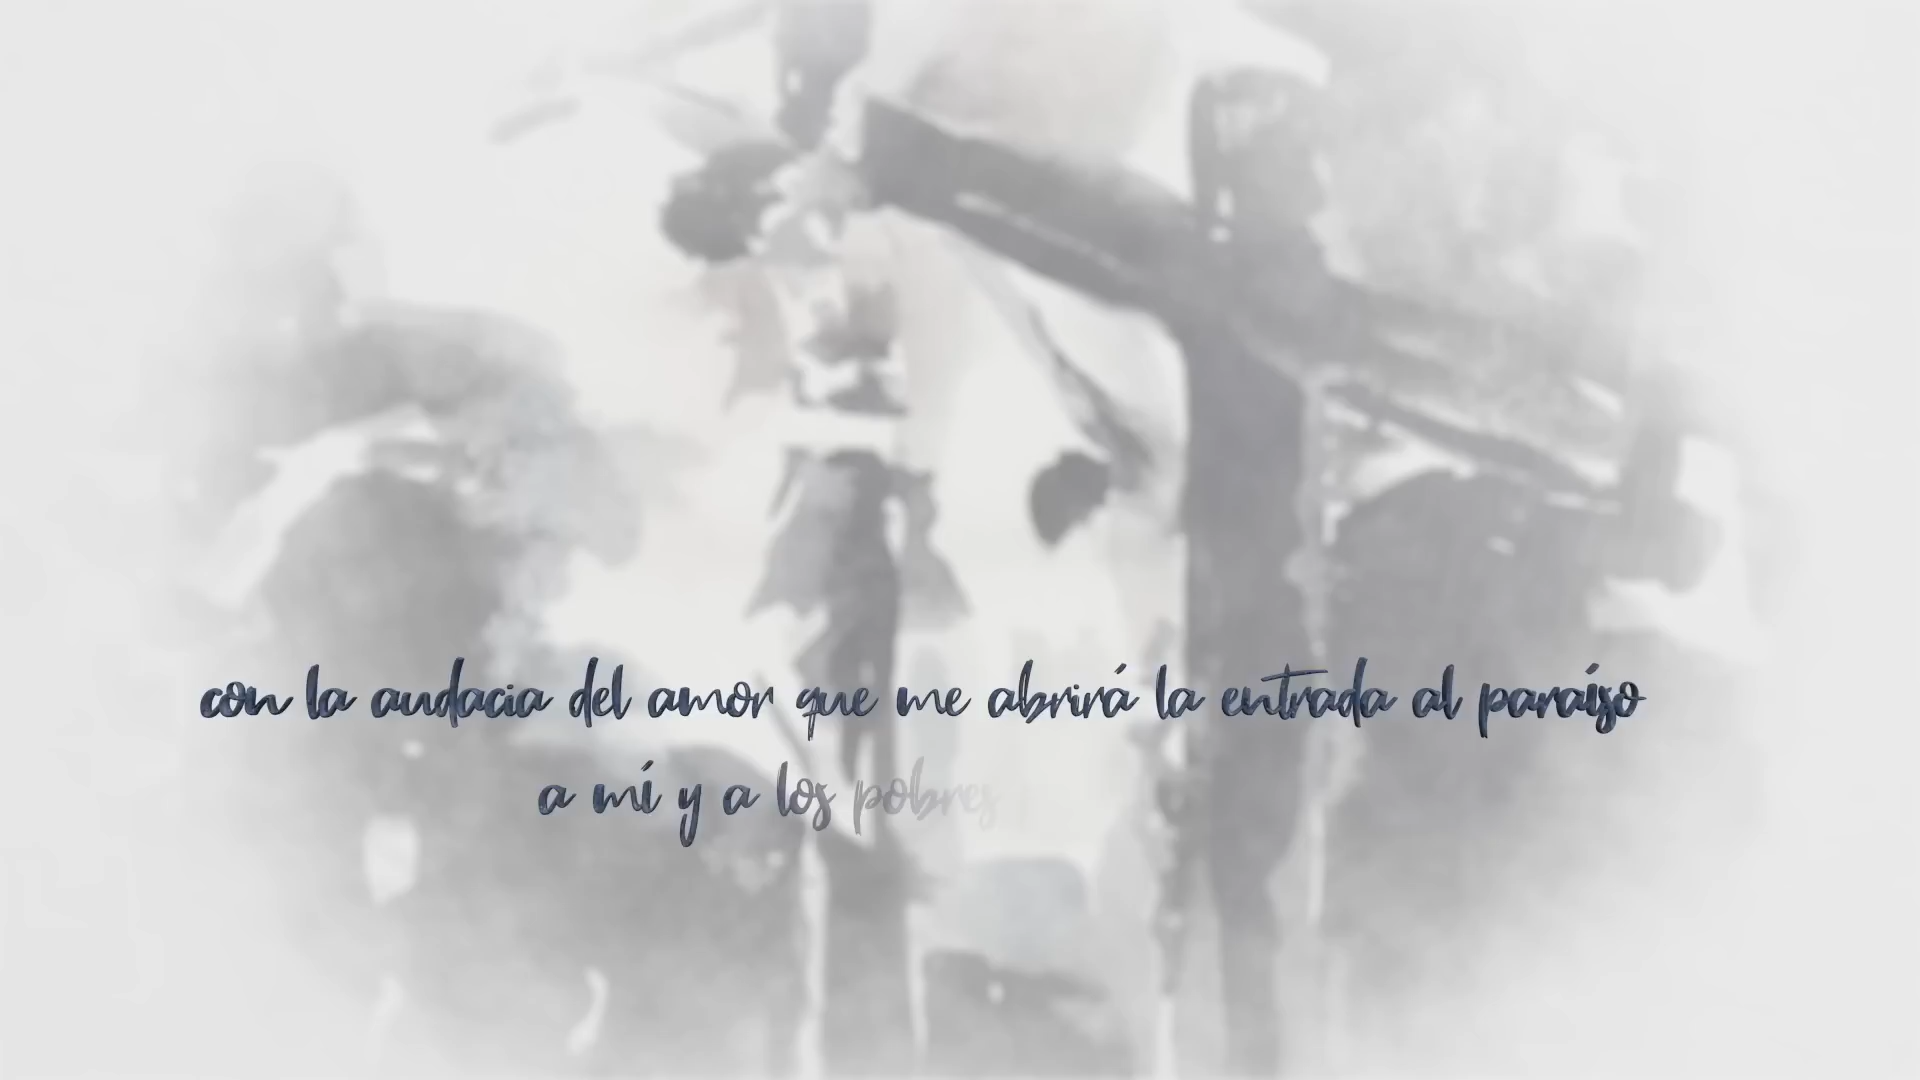 con la audacia del amor que me abrirá la entrada al paraíso
a mí y a los pobres